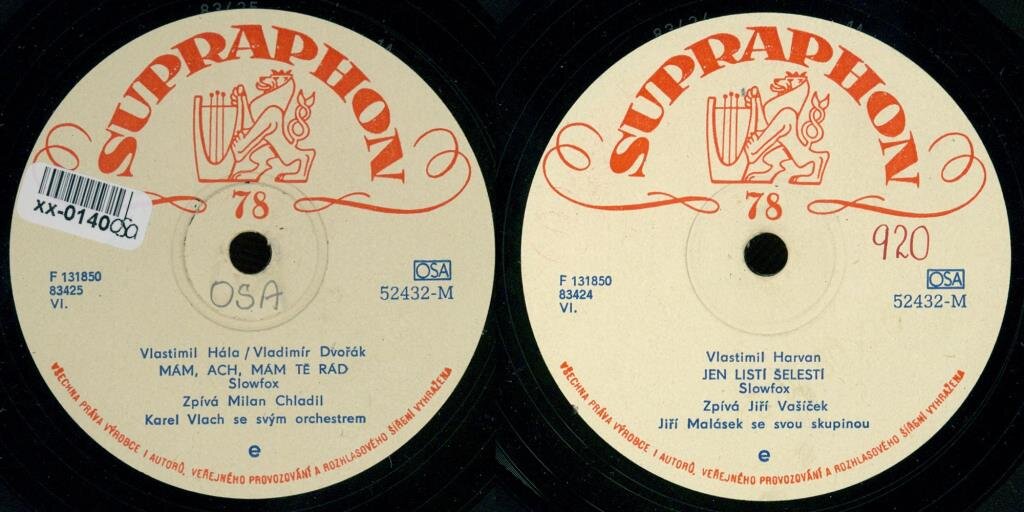 SUPRAPHON
78
xx-0140
OSA
F 131850
83425
VI.
OSA
OSA
52432-M
Vlastimil Hála / Vladimír Dvořák
MÁM, ACH, MÁM TĚ RÁD
Slowfox
Zpívá Milan Chladil
Karel Vlach se svým orchestrem
e
VŠECHNA PRÁVA VÝROBCE I AUTORŮ, VEŘEJNÉHO PROVOZOVÁNÍ A ROZHLASOVÉHO ŠÍŘENÍ VYHRAŽENA
SUPRAPHON
78
920
F 131850
83424
VI.
OSA
52432-M
Vlastimil Harvan
JEN LISTÍ ŠELESTÍ
Slowfox
Zpívá Jiří Vašíček
Jiří Malásek se svou skupinou
e
VŠECHNA PRÁVA VÝROBCE I AUTORŮ, VEŘEJNÉHO PROVOZOVÁNÍ A ROZHLASOVÉHO ŠÍŘENÍ VYHRAŽENA